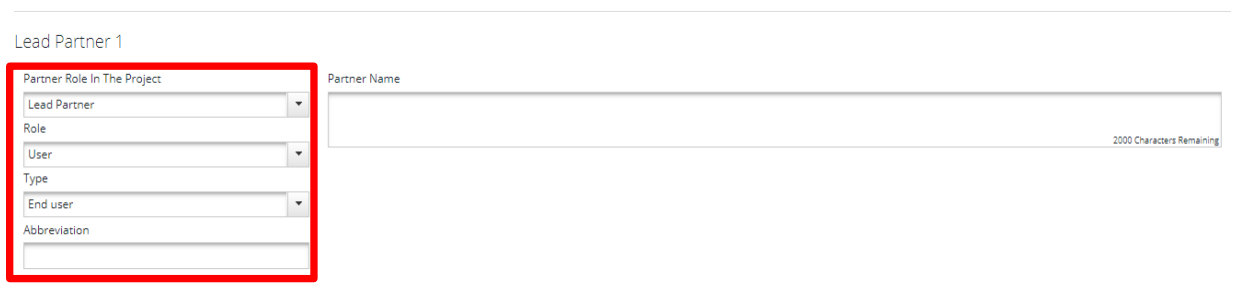 Lead Partner 1
Partner Role In The Project
Lead Partner
Role
User
Type
End user
Abbreviation
Partner Name
2000 Characters Remaining